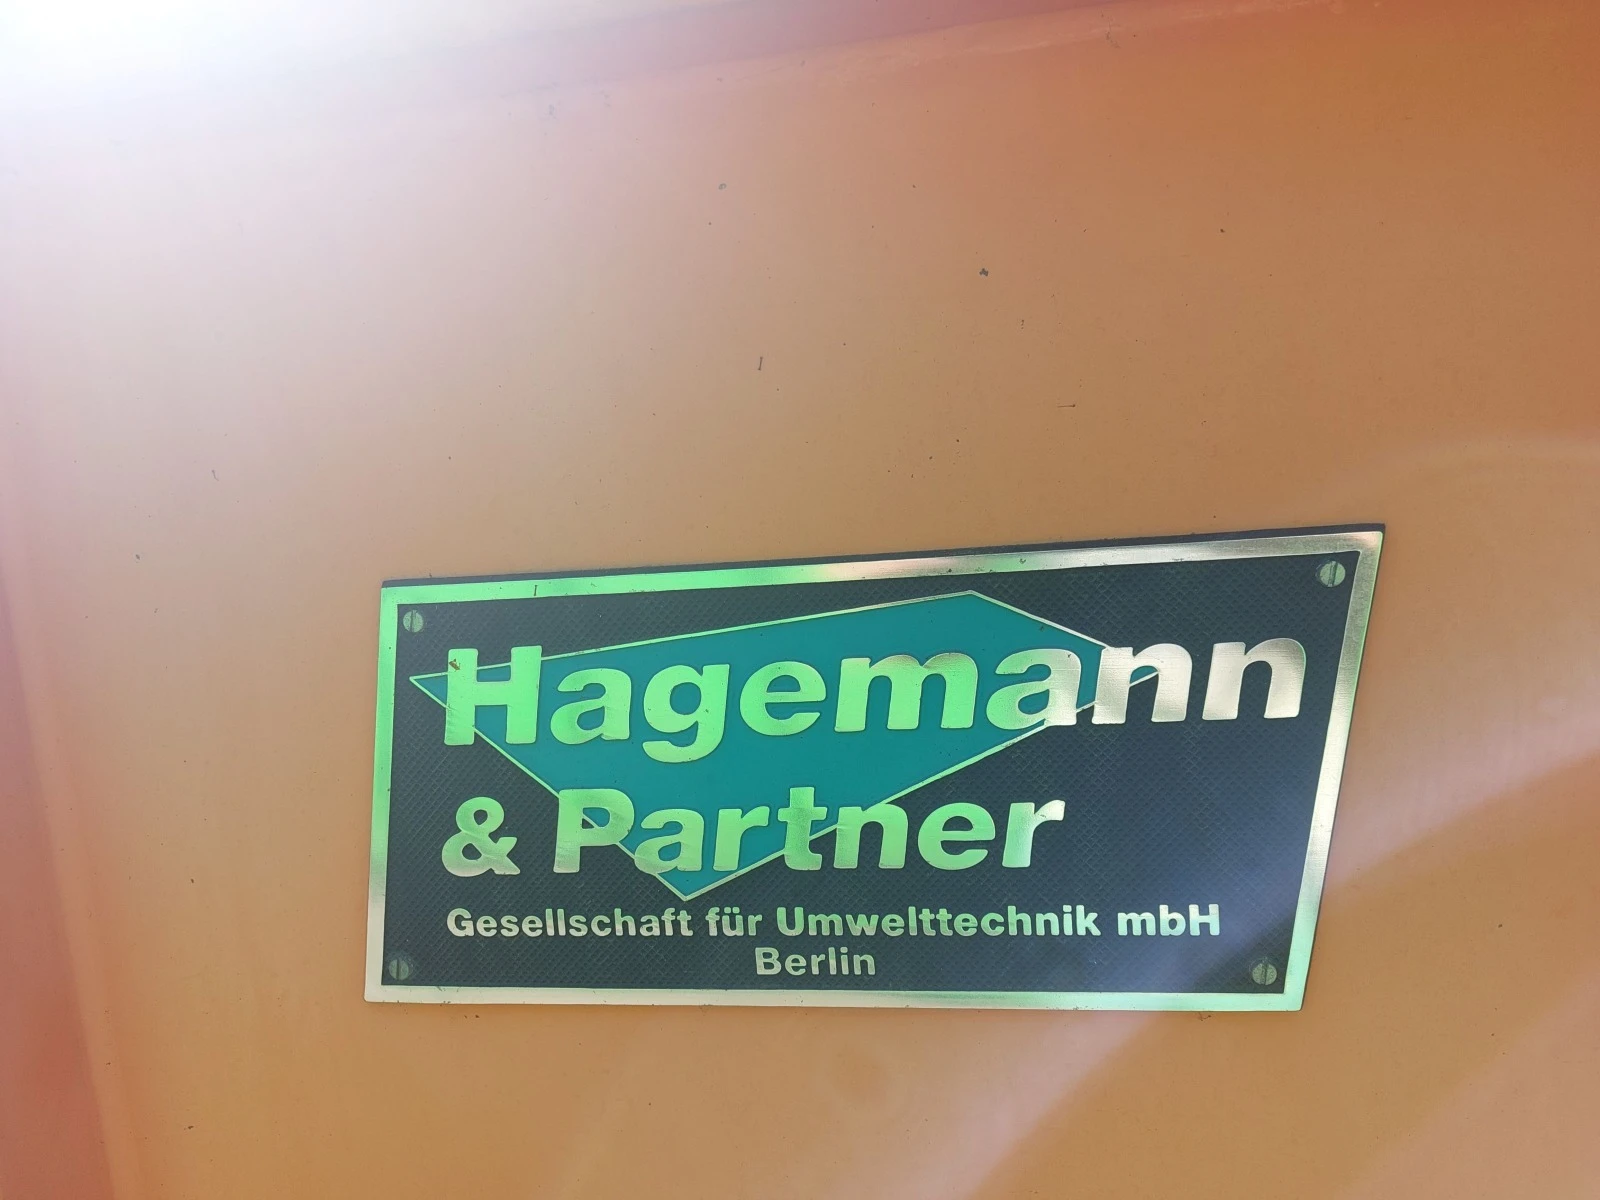 Hagemann
& Partner
Gesellschaft für Umwelttechnik mbH
Berlin